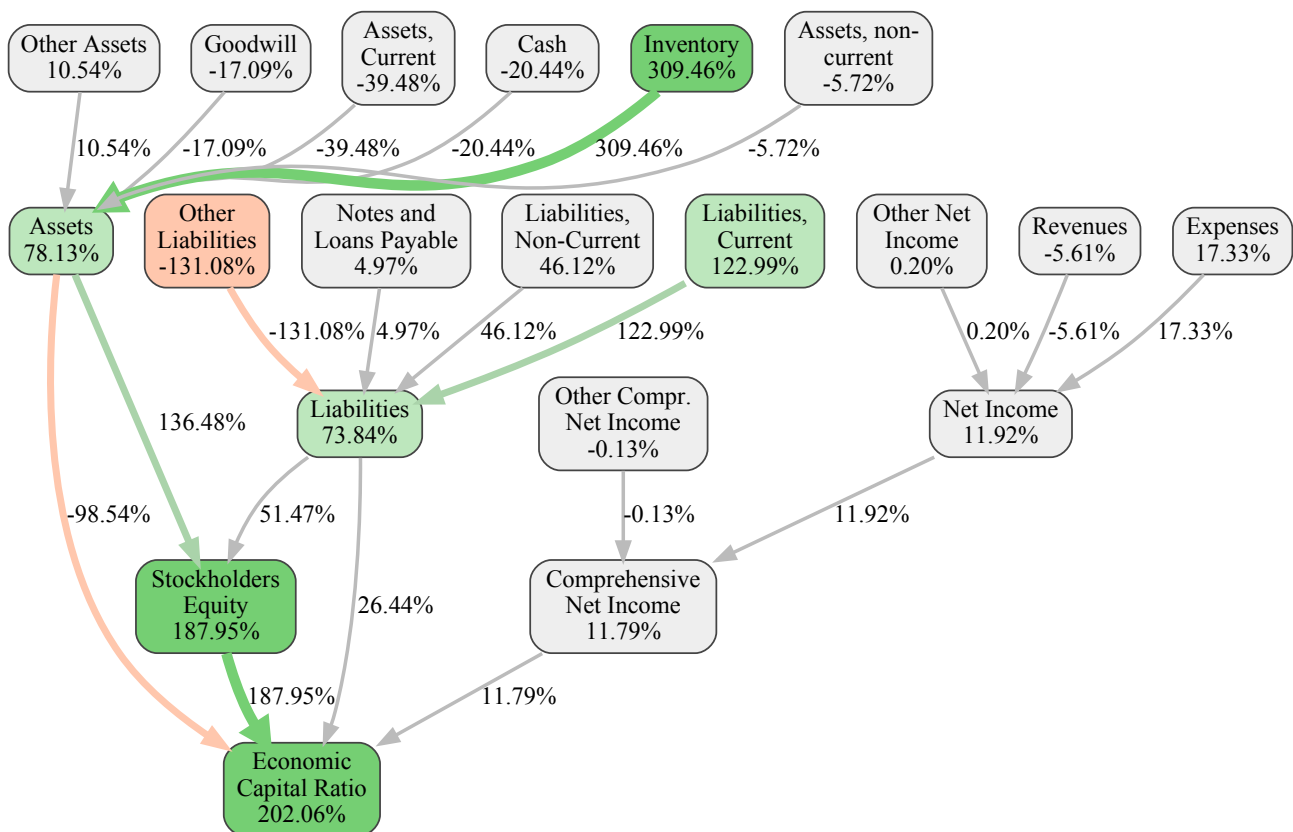 Other Assets
10.54%
Goodwill
-17.09%
Assets,
Current
-39.48%
Cash
-20.44%
Inventory
309.46%
Assets, non-
current
-5.72%
10.54%
-17.09%
-39.48%
-20.44%
309.46%
-5.72%
Assets
78.13%
Other
Liabilities
-131.08%
Notes and
Loans Payable
4.97%
Liabilities,
Non-Current
46.12%
Liabilities,
Current
122.99%
Other Net
Income
0.20%
Revenues
-5.61%
Expenses
17.33%
-131.08%
4.97%
46.12%
122.99%
0.20%
-5.61%
17.33%
136.48%
Liabilities
73.84%
Other Compr.
Net Income
-0.13%
Net Income
11.92%
-98.54%
51.47%
-0.13%
11.92%
Stockholders
Equity
187.95%
26.44%
Comprehensive
Net Income
11.79%
187.95%
11.79%
Economic
Capital Ratio
202.06%